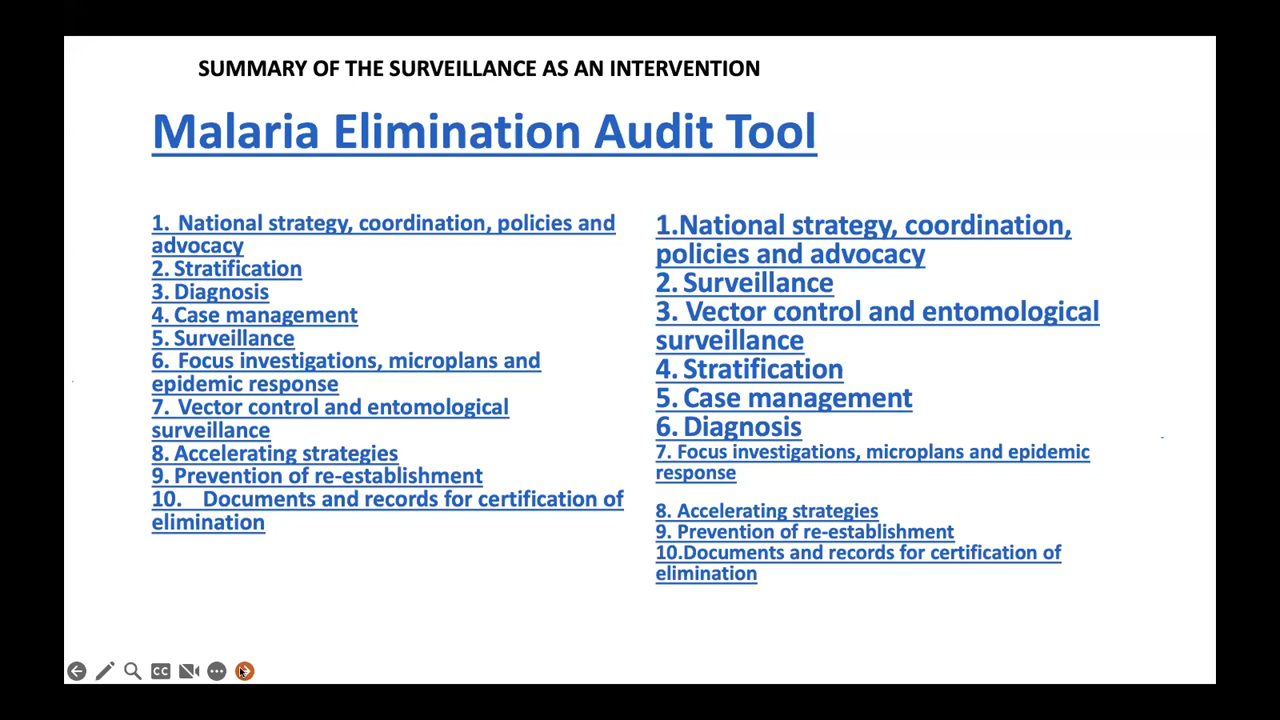 SUMMARY OF THE SURVEILLANCE AS AN INTERVENTION
Malaria Elimination Audit Tool
1. National strategy, coordination, policies and
advocacy
2. Stratification
3. Diagnosis
4. Case management
5. Surveillance
6. Focus investigations, microplans and
epidemic response
7. Vector control and entomological
surveillance
8. Accelerating strategies
9. Prevention of re-establishment
10. Documents and records for certification of
elimination
1.National strategy, coordination,
policies and advocacy
2. Surveillance
3. Vector control and entomological
surveillance
4. Stratification
5. Case management
6. Diagnosis
7. Focus investigations, microplans and epidemic
response
8. Accelerating strategies
9. Prevention of re-establishment
10.Documents and records for certification of
elimination
CC